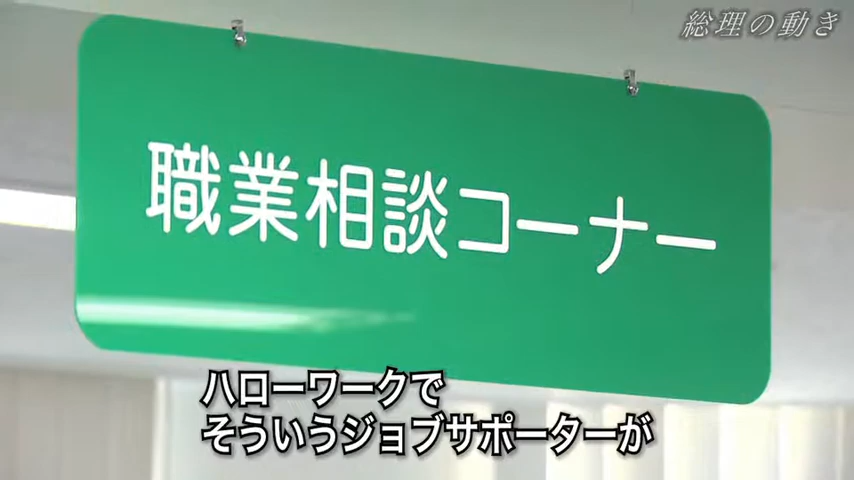 総理の動き
職業相談コーナー
ハローワークで
そういうジョブサポーターが